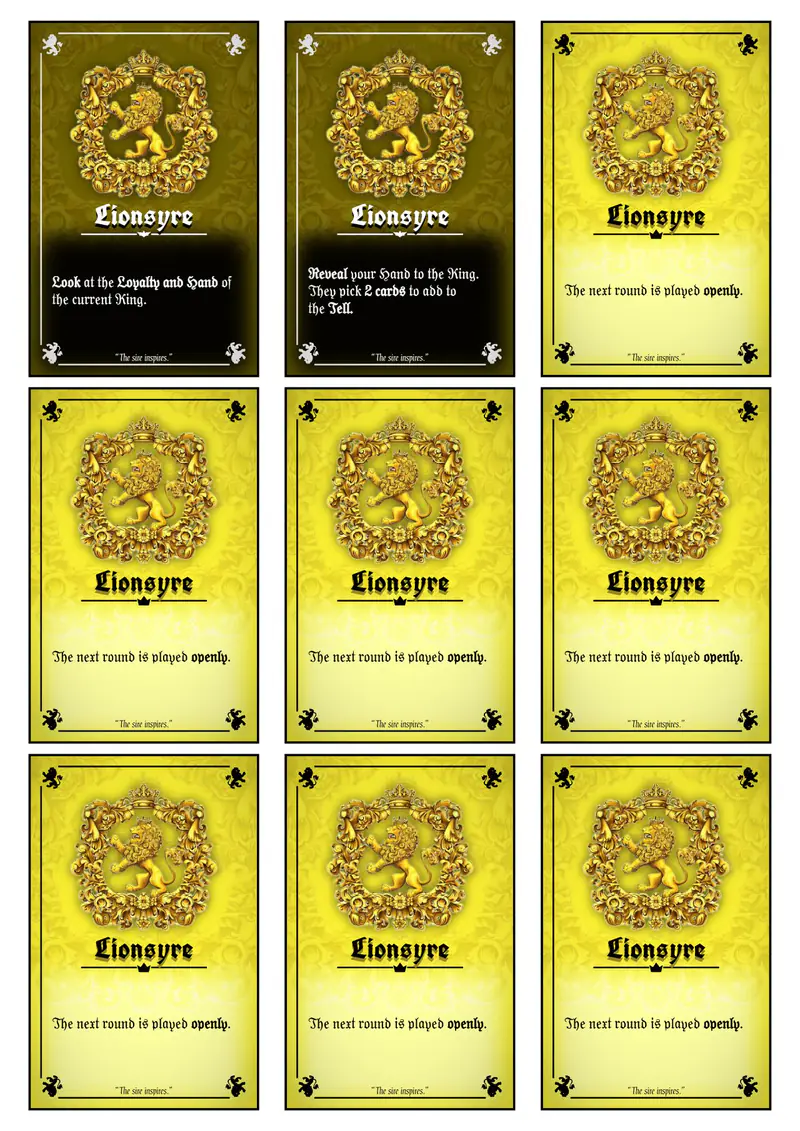 Lionsyre
Look at the Loyalty and Hand of
the current King.
"The sire inspires."
Lionsyre
Reveal your Hand to the King.
They pick 2 cards to add to
the Tell.
"The sire inspires."
Lionsyre
The next round is played openly.
"The sire inspires."
Lionsyre
The next round is played openly.
"The sire inspires."
Lionsyre
The next round is played openly.
"The sire inspires."
Lionsyre
The next round is played openly.
"The sire inspires."
Lionsyre
The next round is played openly.
"The sire inspires."
Lionsyre
The next round is played openly.
"The sire inspires."
Lionsyre
The next round is played openly.
"The sire inspires."